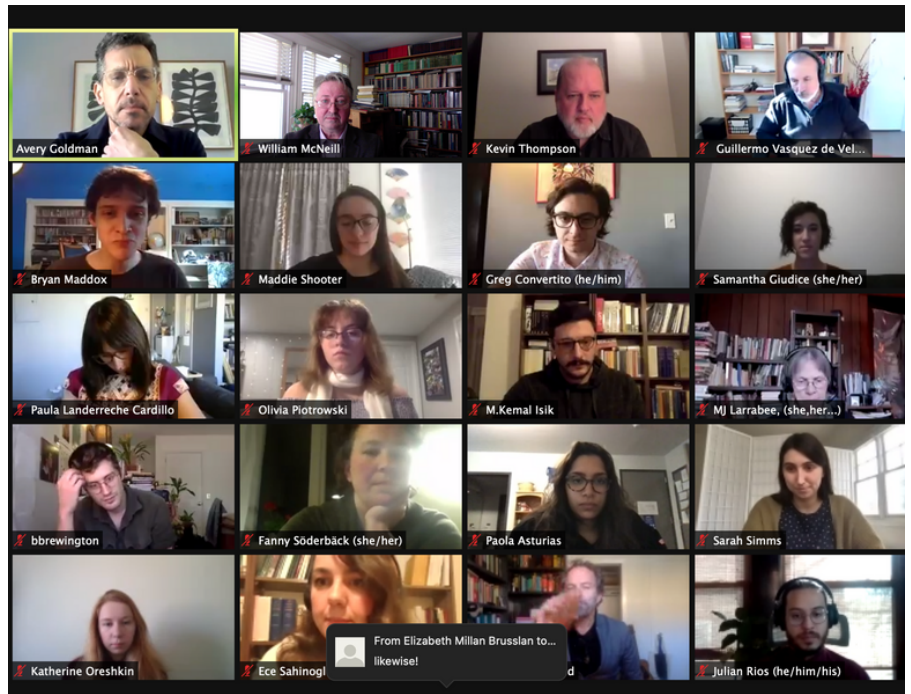 Avery Goldman
William McNeill
Kevin Thompson
Guillermo Vasquez de Vel...
Bryan Maddox
Maddie Shooter
Greg Convertito (he/him)
Samantha Giudice (she/her)
Paula Landerreche Cardillo
Olivia Piotrowski
M.Kemal Isik
MJ Larrabee, (she,her...)
bbrewington
Fanny Söderbäck (she/her)
Paola Asturias
Sarah Simms
Katherine Oreshkin
Ece Sahinogl
From Elizabeth Millan Brusslan to...
likewise!
d
Julian Rios (he/him/his)